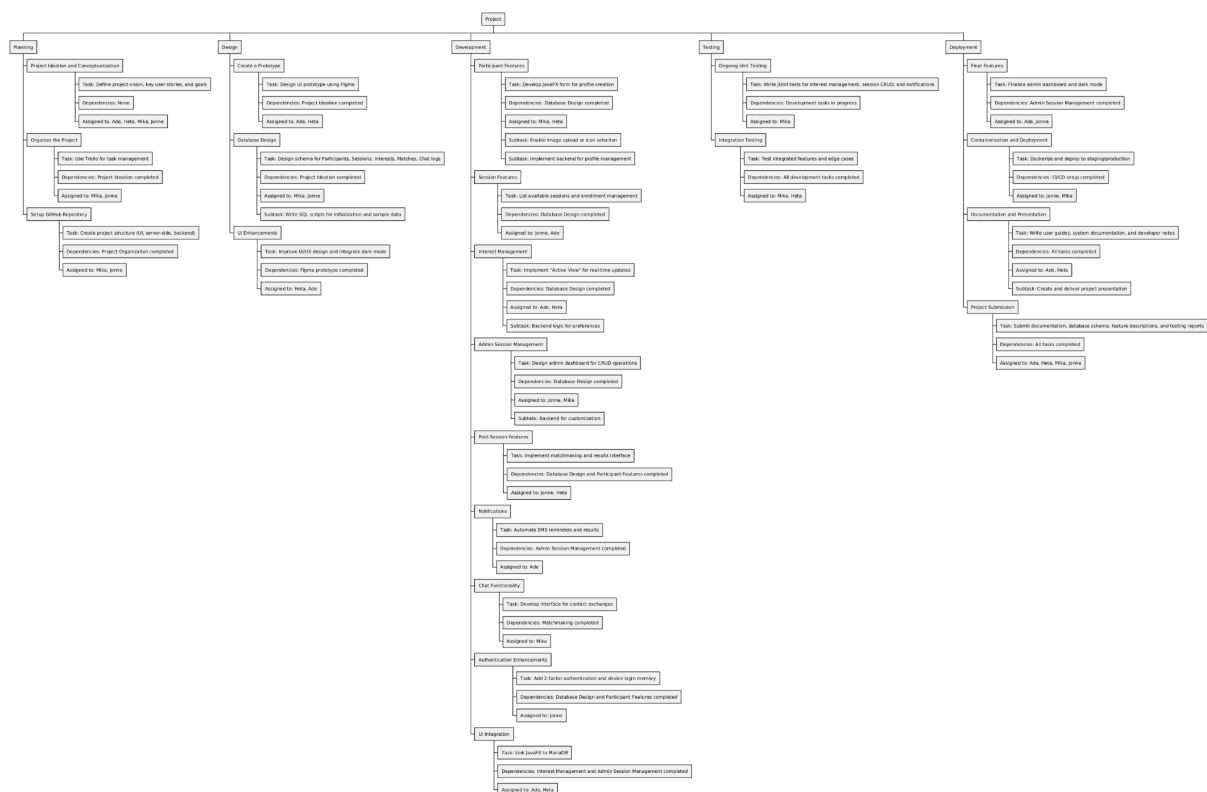 Project
Planning
Project Ideation and Conceptualization
Task: Define project vision, key user stories, and goals
Dependencies: None
Assigned to: Ade, Heta, Mika, Jonne
Organize the Project
Task: Use Trello for task management
Dependencies: Project Ideation completed
Assigned to: Mika, Jonne
Setup GitHub Repository
Task: Create project structure (UI, server-side, backend)
Dependencies: Project Organization completed
Assigned to: Mika, Jonne
Design
Create a Prototype
Task: Design UI prototype using Figma
Dependencies: Project Ideation completed
Assigned to: Ade, Heta
Database Design
Task: Design schema for Participants, Sessions, Interests, Matches, Chat logs
Dependencies: Project Ideation completed
Assigned to: Mika, Jonne
Subtask: Write SQL scripts for initialization and sample data
UI Enhancements
Task: Improve UI/UX design and integrate dark mode
Dependencies: Figma prototype completed
Assigned to: Heta, Ade
Development
Participant Features
Task: Develop JavaFX form for profile creation
Dependencies: Database Design completed
Assigned to: Mika, Heta
Subtask: Enable image upload or icon selection
Subtask: Implement backend for profile management
Session Features
Task: List available sessions and enrollment management
Dependencies: Database Design completed
Assigned to: Jonne, Ade
Interest Management
Task: Implement "Active View" for real-time updates
Dependencies: Database Design completed
Assigned to: Ade, Heta
Subtask: Backend logic for preferences
Admin Session Management
Task: Design admin dashboard for CRUD operations
Dependencies: Database Design completed
Assigned to: Jonne, Mika
Subtask: Backend for customization
Post-Session Features
Task: Implement matchmaking and results interface
Dependencies: Database Design and Participant Features completed
Assigned to: Jonne, Heta
Notifications
Task: Automate SMS reminders and results
Dependencies: Admin Session Management completed
Assigned to: Ade
Chat Functionality
Task: Develop interface for contact exchanges
Dependencies: Matchmaking completed
Assigned to: Mika
Authentication Enhancements
Task: Add 2-factor authentication and device login memory
Dependencies: Database Design and Participant Features completed
Assigned to: Jonne
UI Integration
Task: Link JavaFX to MariaDB
Dependencies: Interest Management and Admin Session Management completed
Assigned to: Ade, Heta
Testing
Ongoing Unit Testing
Task: Write JUnit tests for interest management, session CRUD, and notifications
Dependencies: Development tasks in progress
Assigned to: Mika
Integration Testing
Task: Test integrated features and edge cases
Dependencies: All development tasks completed
Assigned to: Mika, Heta
Deployment
Final Features
Task: Finalize admin dashboard and dark mode
Dependencies: Admin Session Management completed
Assigned to: Ade, Jonne
Containerization and Deployment
Task: Dockerize and deploy to staging/production
Dependencies: CI/CD setup completed
Assigned to: Jonne, Mika
Documentation and Presentation
Task: Write user guides, system documentation, and developer notes
Dependencies: All tasks completed
Assigned to: Ade, Heta
Subtask: Create and deliver project presentation
Project Submission
Task: Submit documentation, database schema, feature descriptions, and testing reports
Dependencies: All tasks completed
Assigned to: Ade, Heta, Mika, Jonne